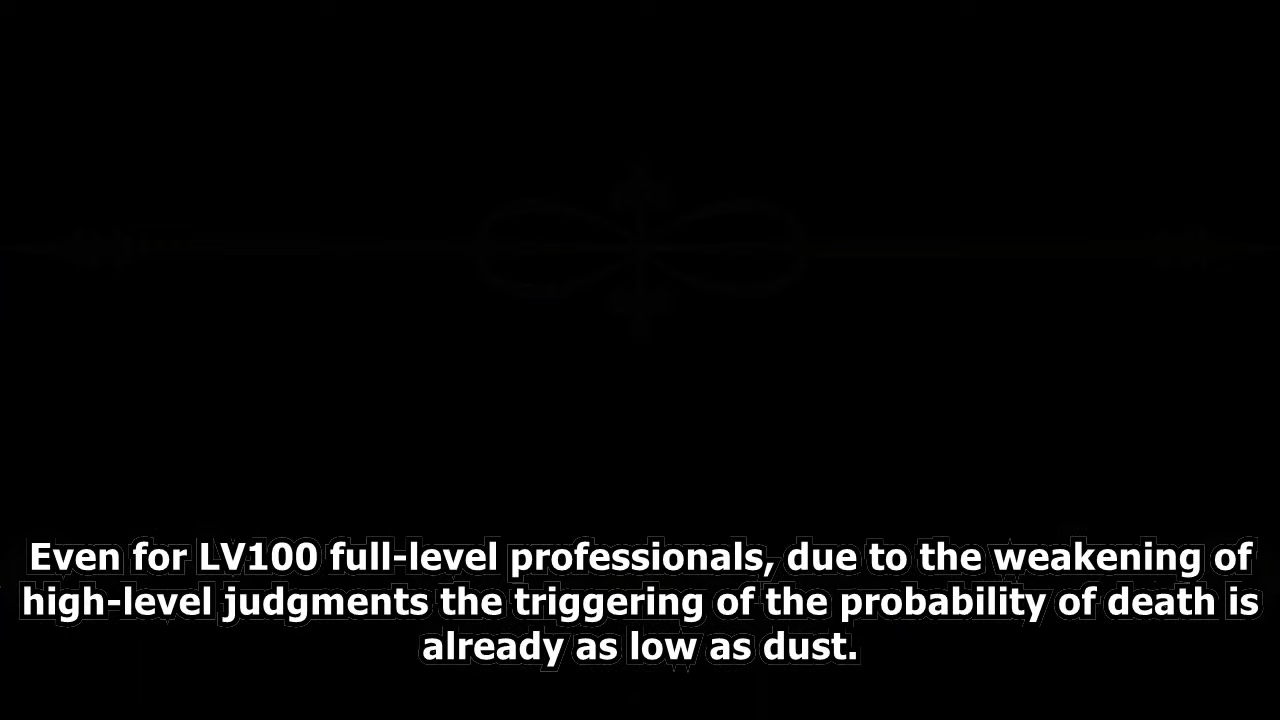 Even for LV100 full-level professionals, due to the weakening of
high-level judgments the triggering of the probability of death is
already as low as dust.